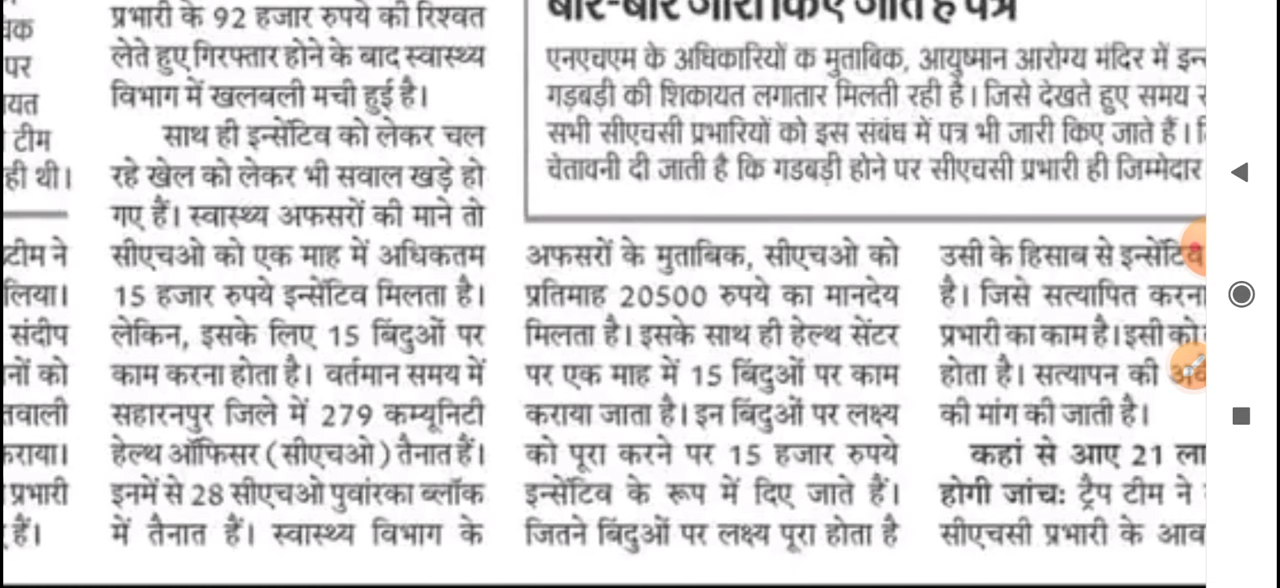 पर
टीम
ही थी।
टीम ने
लिया।
संदीप
नों को
कराया।
प्रभारी
हैं।
प्रभारी के 92 हजार रुपये की रिश्वत
लेते हुए गिरफ्तार होने के बाद स्वास्थ्य
विभाग में खलबली मची हुई है।
साथ ही इन्सेंटिव को लेकर चल
रहे खेल को लेकर भी सवाल खड़े हो
गए हैं। स्वास्थ्य अफसरों की माने तो
सीएचओ को एक माह में अधिकतम
15 हजार रुपये इन्सेंटिव मिलता है।
लेकिन, इसके लिए 15 बिंदुओं पर
काम करना होता है। वर्तमान समय में
सहारनपुर जिले में 279 कम्यूनिटी
हेल्थ ऑफिसर (सीएचओ) तैनात हैं।
इनमें से 28 सीएचओ पुवांरका ब्लॉक
में तैनात हैं। स्वास्थ्य विभाग के
बार-बार जारी किए जाते हैं पत्र
एनएचएम के अधिकारियों क मुताबिक, आयुष्मान आरोग्य मंदिर में
गड़बड़ी की शिकायत लगातार मिलती रही है। जिसे देखते हुए समय
सभी सीएचसी प्रभारियों को इस संबंध में पत्र भी जारी किए जाते हैं।
चेतावनी दी जाती है कि गडबड़ी होने पर सीएचसी प्रभारी ही जिम्मेदार
अफसरों के मुताबिक, सीएचओ को
प्रतिमाह 20500 रुपये का मानदेय
मिलता है। इसके साथ ही हेल्थ सेंटर
पर एक माह में 15 बिंदुओं पर काम
कराया जाता है। इन बिंदुओं पर लक्ष्य
को पूरा करने पर 15 हजार रुपये
इन्सेंटिव के रूप में दिए जाते हैं।
जितने बिंदुओं पर लक्ष्य पूरा होता है
उसी के हिसाब से
है। जिसे सत्यापित करना
प्रभारी का काम है। इसी को
होता है। सत्यापन की
की मांग की जाती है।
कहां से आए 21
होगी जांच: ट्रैप टीम ने
सीएचसी प्रभारी के